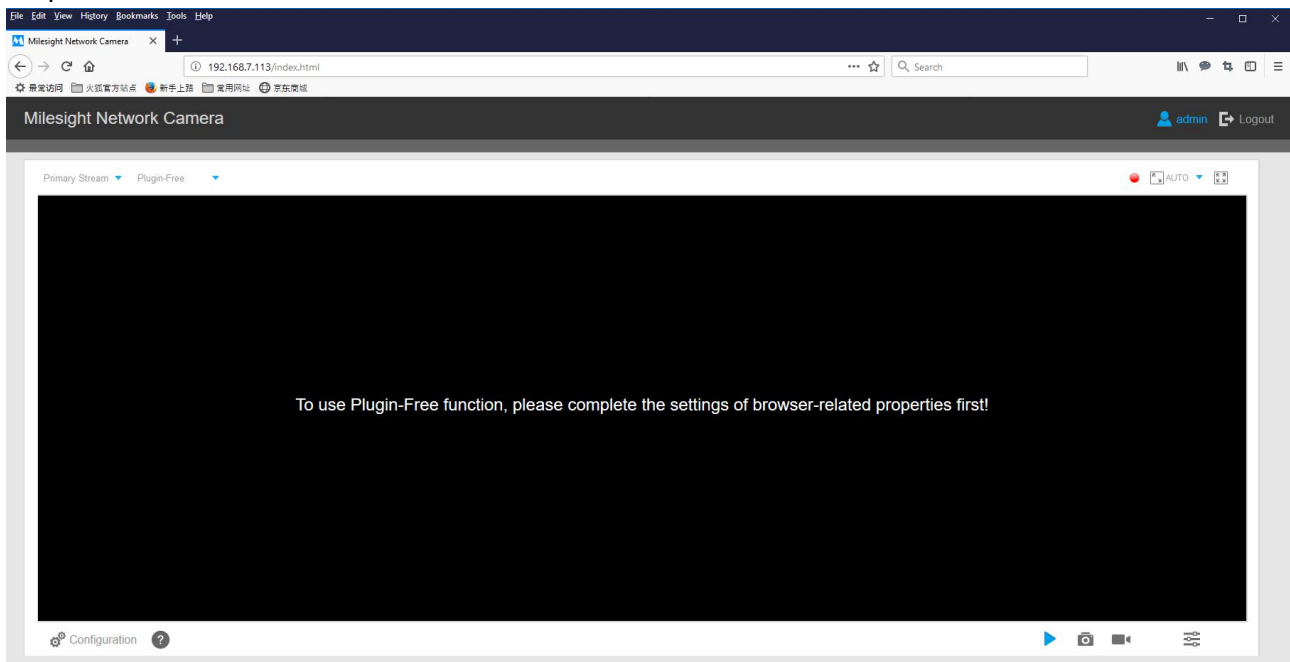 File Edit View History Bookmarks Tools Help
Milesight Network Camera
192.168.7.113/index.html
Search
最常访问 火狐官方站点 新手上路 常用网址 京东商城
Milesight Network Camera admin Logout
Primary Stream Plugin-Free AUTO
To use Plugin-Free function, please complete the settings of browser-related properties first!
Configuration ?